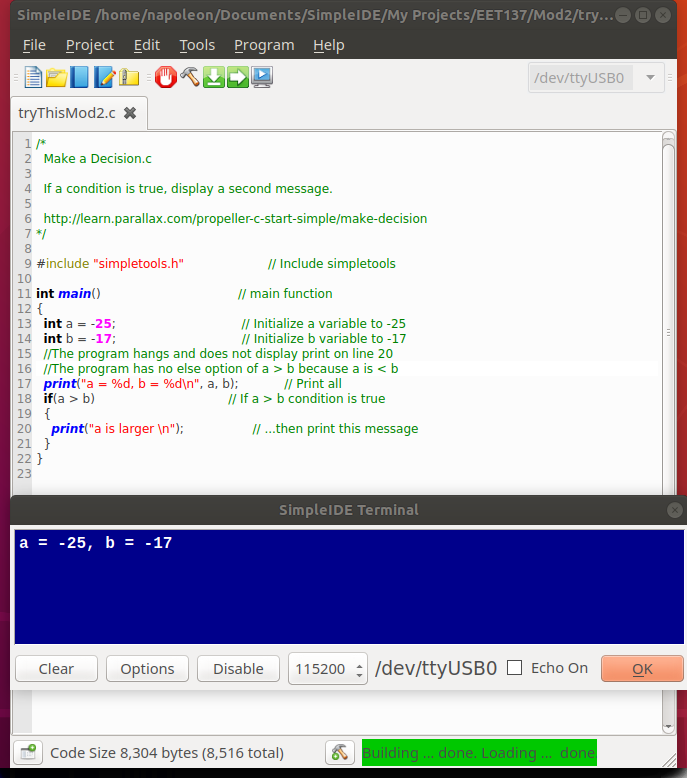 SimpleIDE /home/napoleon/Documents/SimpleIDE/My Projects/EET137/Mod2/try...
File Project Edit Tools Program Help
/dev/ttyUSB0
tryThisMod2.c
1 /*
2 Make a Decision.c
3
4 If a condition is true, display a second message.
5
6 http://learn.parallax.com/propeller-c-start-simple/make-decision
7 */
8
9 #include "simpletools.h" // Include simpletools
10
11 int main() // main function
12 {
13 int a = -25; // Initialize a variable to -25
14 int b = -17; // Initialize b variable to -17
15 //The program hangs and does not display print on line 20
16 //The program has no else option of a > b because a is < b
17 print("a = %d, b = %d\n", a, b); // Print all
18 if(a > b) // If a > b condition is true
19 {
20 print("a is larger \n"); // ...then print this message
21 }
22 }
23
SimpleIDE Terminal
a = -25, b = -17
Clear Options Disable 115200 /dev/ttyUSB0 Echo On OK
Code Size 8,304 bytes (8,516 total) Building ... done. Loading ... done